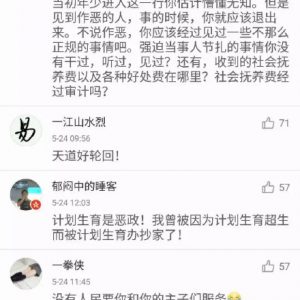 当初年少进入这一行你估计懵懂无知。但是
见到作恶的人，事的时候，你就应该退出
来。不说作恶，你应该经过见过一些不那么
正规的事情吧。强迫当事人节扎的事情你没
有干过，听过，见过？还有，收到的社会抚
养费以及各种好处费在哪里？社会抚养费经
过审计吗？
一江山水烈 71
5-24 09:56
天道好轮回！
郁闷中的睡客 57
5-24 12:03
计划生育是恶政！我曾被因为计划生育超生
而被计划生育办抄家了！
一拳侠 57
5-24 11:45
没有人民要你和你的主子们服务😂